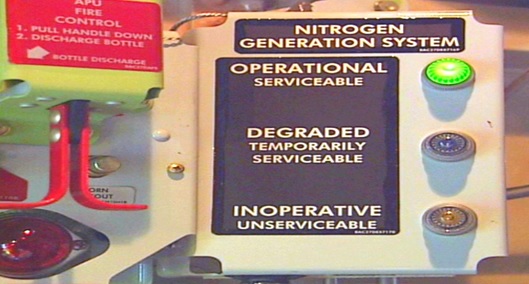 APU
FIRE
CONTROL
1. PULL HANDLE DOWN
2. DISCHARGE BOTTLE
BOTTLE DISCHARGE
NITROGEN
GENERATION SYSTEM
OPERATIONAL
SERVICEABLE
DEGRADED
TEMPORARILY
SERVICEABLE
INOPERATIVE
UNSERVICEABLE